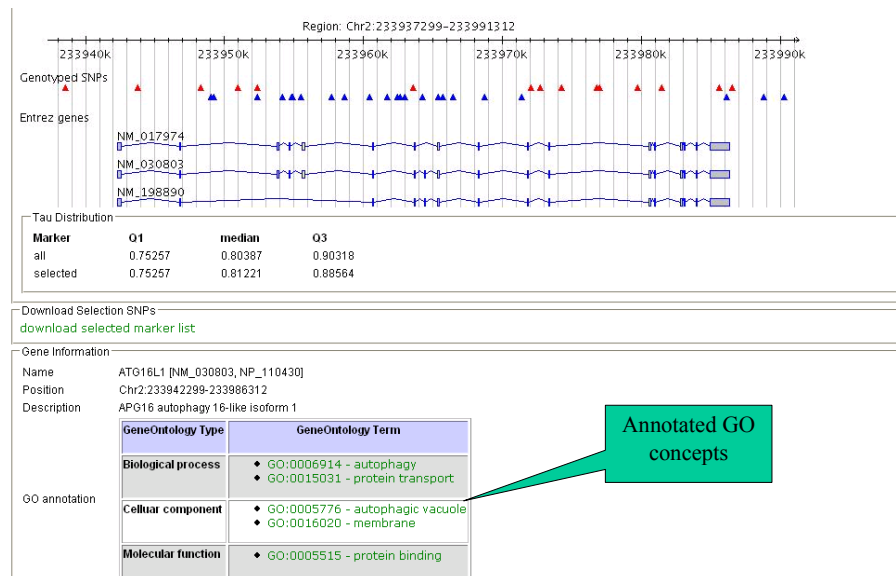 Region: Chr2:233937299-233991312
233940k 233950k 233960k 233970k 233980k 233990k
Genotyped SNPs
Entrez genes
NM_017974
NM_030803
NM_198890
Tau Distribution
Marker Q1 median Q3
all 0.75257 0.80387 0.90318
selected 0.75257 0.81221 0.88564
Download Selection SNPs
download selected marker list
Gene Information
Name ATG16L1 [NM_030803, NP_110430]
Position Chr2:233942299-233986312
Description APG16 autophagy 16-like isoform 1
GeneOntology Type GeneOntology Term
Biological process GO:0006914 - autophagy
GO:0015031 - protein transport
GO annotation
Celluar component GO:0005776 - autophagic vacuole
GO:0016020 - membrane
Molecular function GO:0005515 - protein binding
Annotated GO
concepts